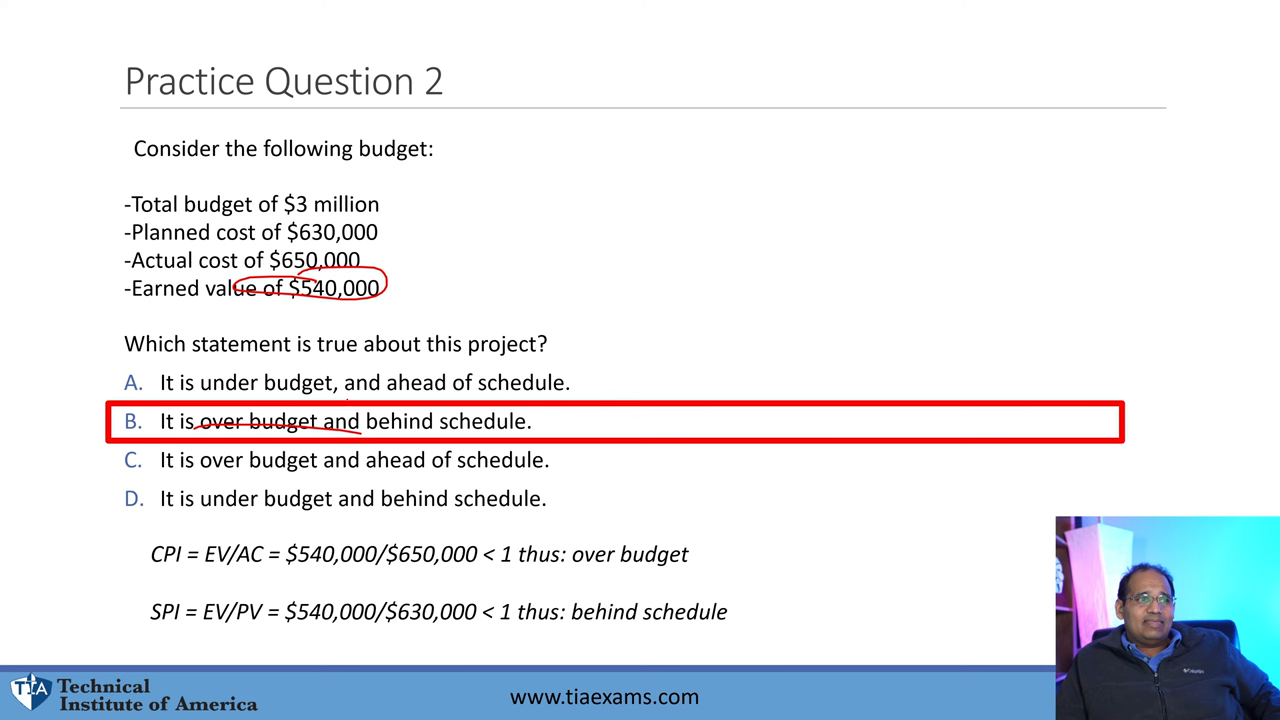 Practice Question 2
Consider the following budget:
-Total budget of $3 million
-Planned cost of $630,000
-Actual cost of $650,000
-Earned value of $540,000
Which statement is true about this project?
A. It is under budget, and ahead of schedule.
B. It is over budget and behind schedule.
C. It is over budget and ahead of schedule.
D. It is under budget and behind schedule.
CPI = EV/AC = $540,000/$650,000 < 1 thus: over budget
SPI = EV/PV = $540,000/$630,000 < 1 thus: behind schedule
TIA Technical
Institute of America
www.tiaexams.com
Columbia